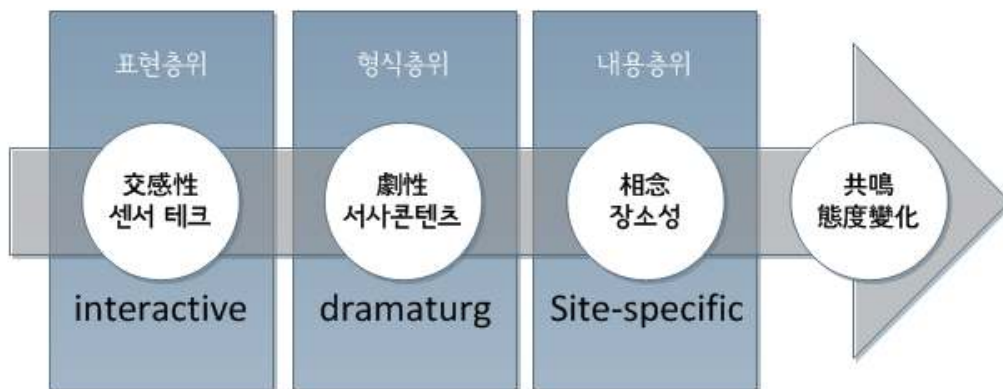 표현층위
交感性
센서 테크
interactive
형식층위
劇性
서사콘텐츠
dramaturg
내용층위
相念
장소성
Site-specific
共鳴
態度變化